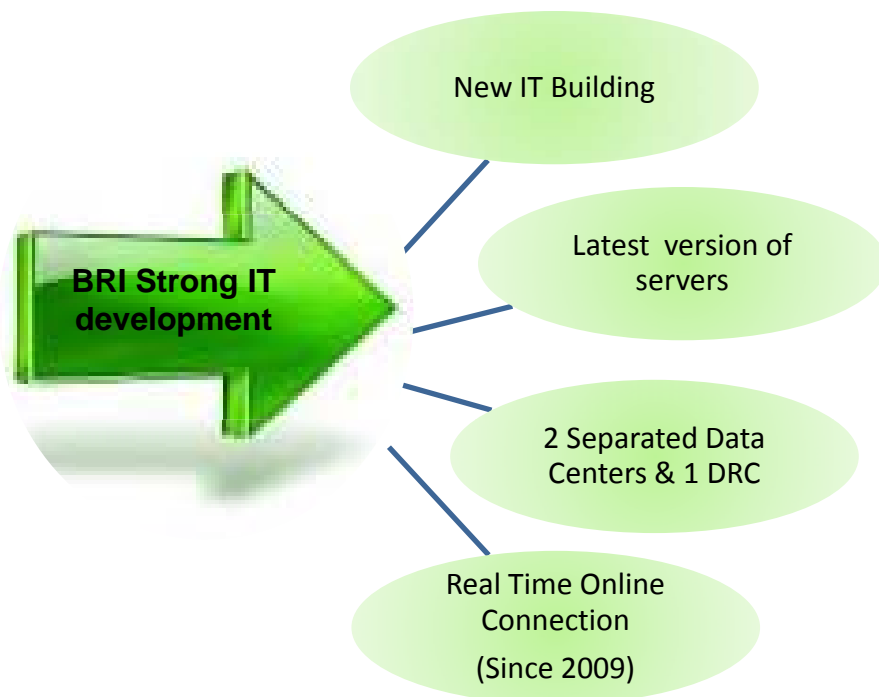 New IT Building
BRI Strong IT
development
Latest version of
servers
2 Separated Data
Centers & 1 DRC
Real Time Online
Connection
(Since 2009)